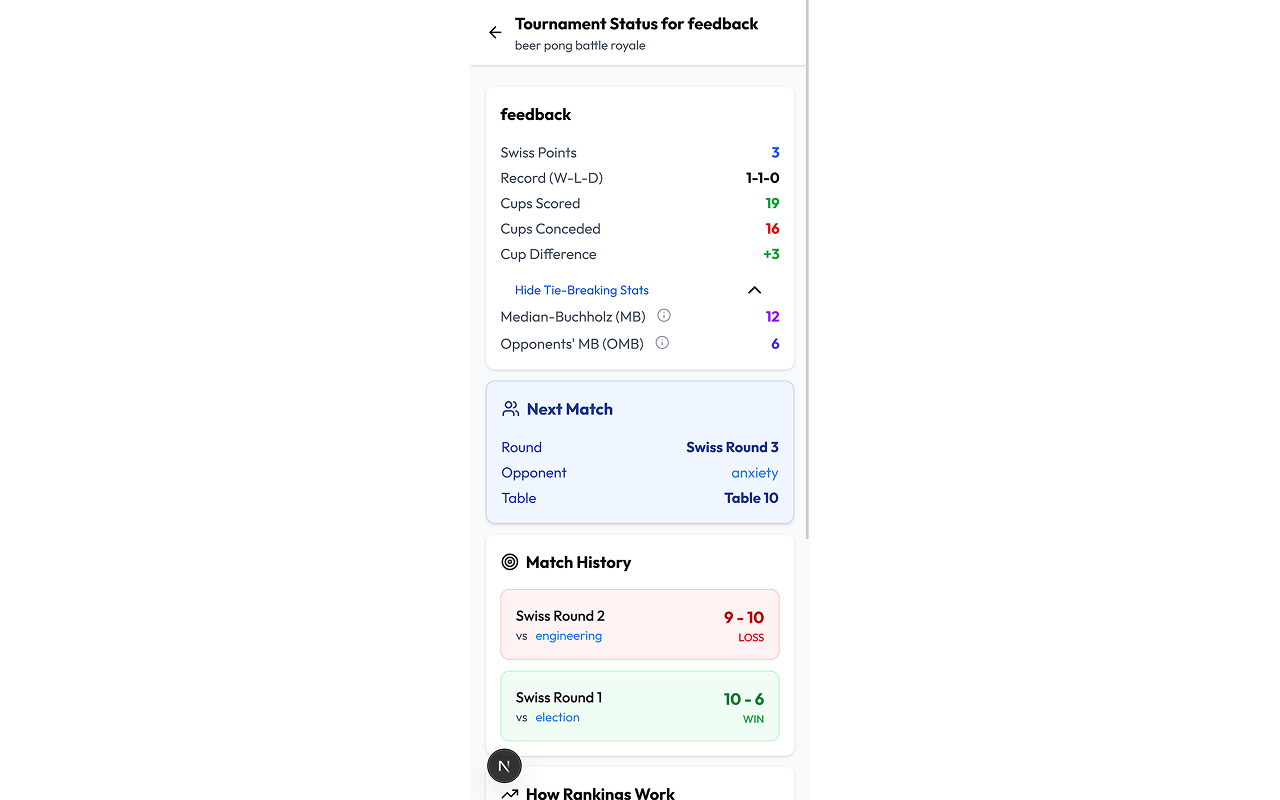 Tournament Status for feedback
beer pong battle royale
feedback
Swiss Points 3
Record (W-L-D) 1-1-0
Cups Scored 19
Cups Conceded 16
Cup Difference +3
Hide Tie-Breaking Stats
Median-Buchholz (MB) 12
Opponents' MB (OMB) 6
Next Match
Round Swiss Round 3
Opponent anxiety
Table Table 10
Match History
Swiss Round 2 9 - 10
vs engineering LOSS
Swiss Round 1 10 - 6
vs election WIN
N
How Rankings Work